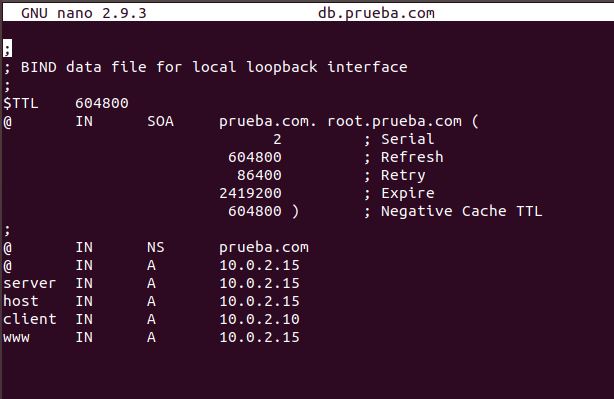 GNU nano 2.9.3 db.prueba.com
;
; BIND data file for local loopback interface
;
$TTL 604800
@ IN SOA prueba.com. root.prueba.com (
2 ; Serial
604800 ; Refresh
86400 ; Retry
2419200 ; Expire
604800 ) ; Negative Cache TTL
;
@ IN NS prueba.com
@ IN A 10.0.2.15
server IN A 10.0.2.15
host IN A 10.0.2.15
client IN A 10.0.2.10
www IN A 10.0.2.15